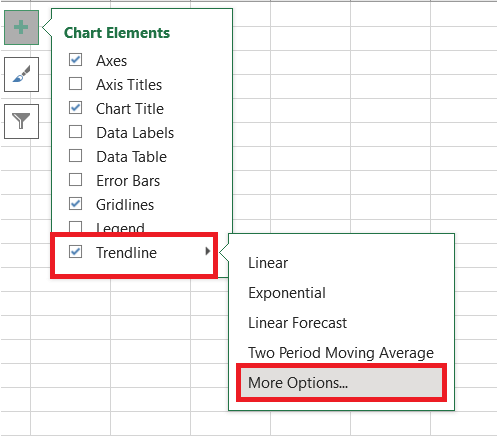 Chart Elements
Axes
Axis Titles
Chart Title
Data Labels
Data Table
Error Bars
Gridlines
Legend
Trendline
Linear
Exponential
Linear Forecast
Two Period Moving Average
More Options...